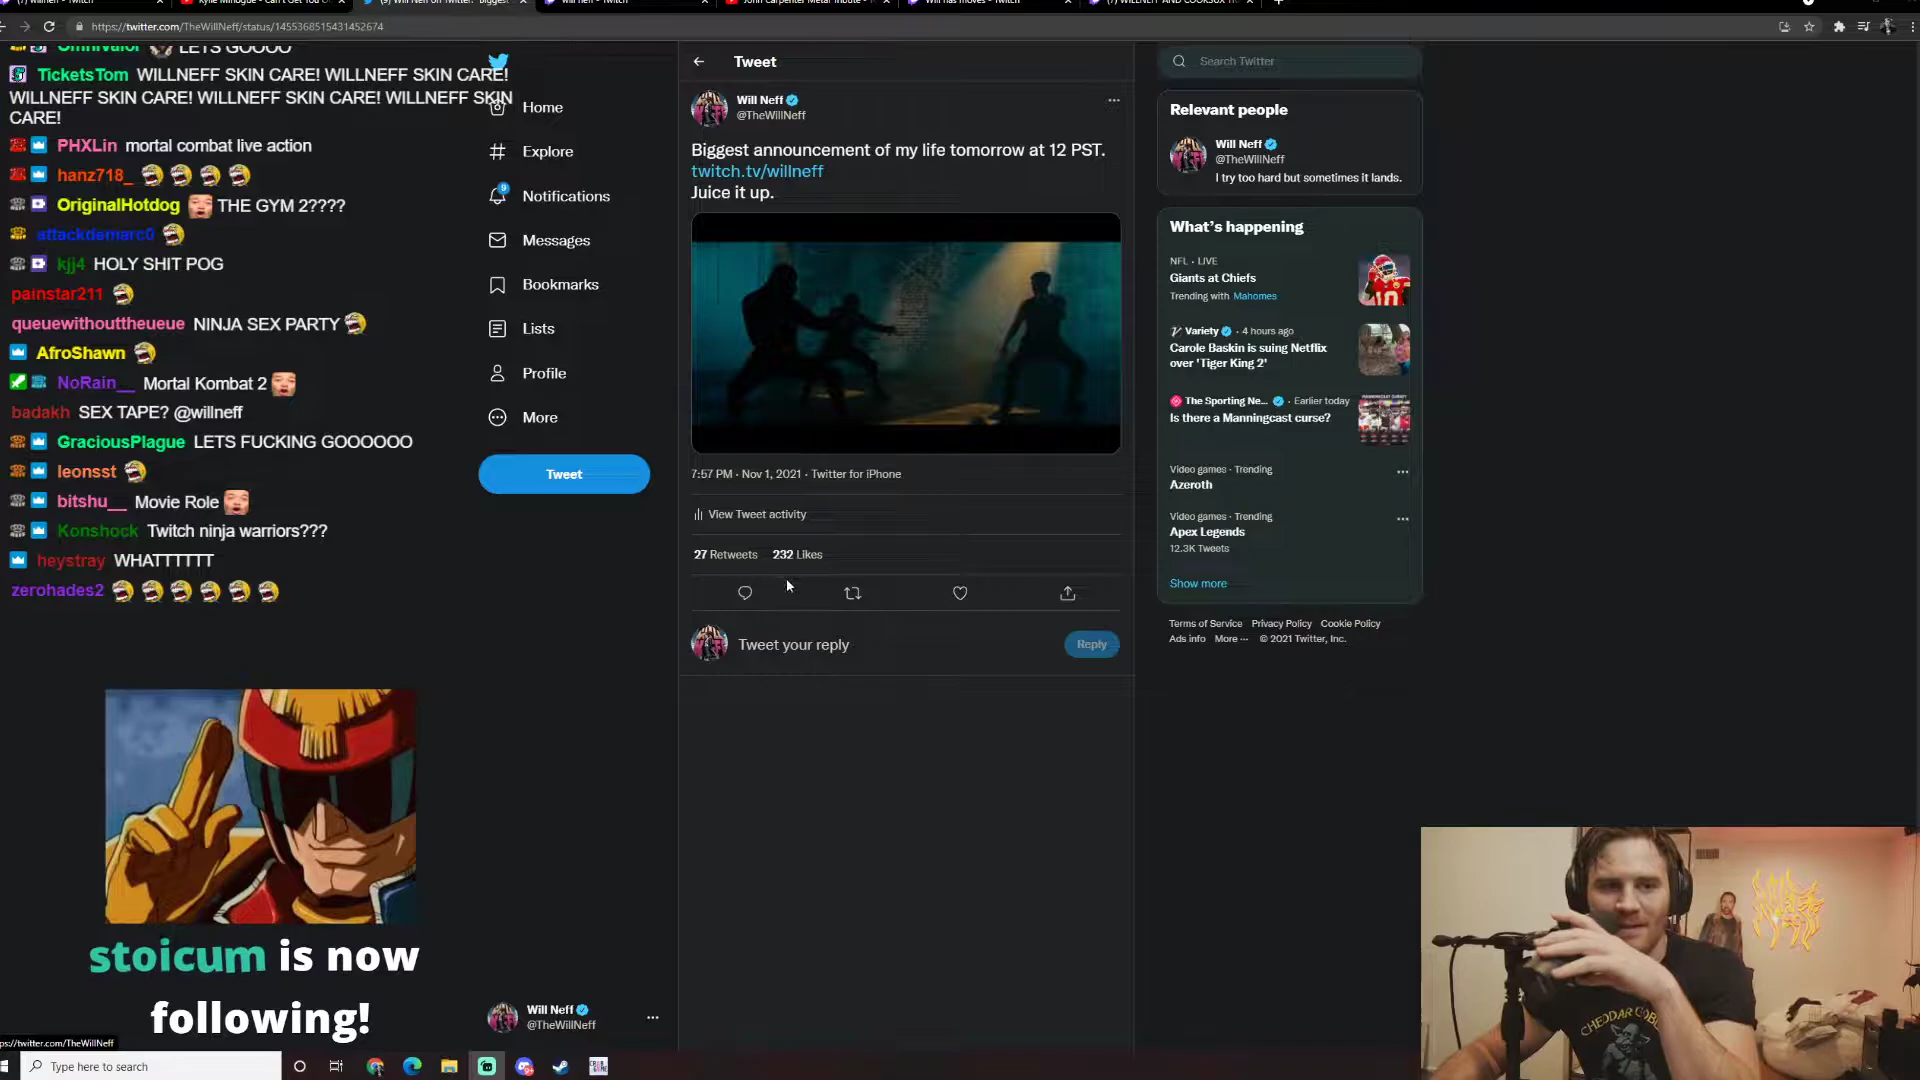 https://twitter.com/TheWillNeff/status/1455368515431452674
OmniValor LETS GOOOO
TicketsTom WILLNEFF SKIN CARE! WILLNEFF SKIN CARE!
WILLNEFF SKIN CARE! WILLNEFF SKIN CARE! WILLNEFF SKIN
CARE!
PHXLin mortal combat live action
hanz718_
OriginalHotdog THE GYM 2????
attackdemarc0
kjj4 HOLY SHIT POG
painstar211
queuewithouttheueue NINJA SEX PARTY
AfroShawn
NoRain__ Mortal Kombat 2
badakh SEX TAPE? @willneff
GraciousPlague LETS FUCKING GOOOOOO
leonsst
bitshu__ Movie Role
Konshock Twitch ninja warriors???
heystray WHATTTTTT
zerohades2
stoicum is now
following!
Home
Explore
9
Notifications
Messages
Bookmarks
Lists
Profile
More
Tweet
Will Neff
@TheWillNeff
Tweet
Will Neff
@TheWillNeff
Biggest announcement of my life tomorrow at 12 PST.
twitch.tv/willneff
Juice it up.
7:57 PM · Nov 1, 2021 · Twitter for iPhone
View Tweet activity
27 Retweets 232 Likes
Tweet your reply
Reply
Search Twitter
Relevant people
Will Neff
@TheWillNeff
I try too hard but sometimes it lands.
What's happening
NFL · LIVE
Giants at Chiefs
Trending with Mahomes
Variety · 4 hours ago
Carole Baskin is suing Netflix
over 'Tiger King 2'
The Sporting Ne... · Earlier today
Is there a Manningcast curse?
Video games · Trending
Azeroth
Video games · Trending
Apex Legends
12.3K Tweets
Show more
Terms of Service Privacy Policy Cookie Policy
Ads info More ··· © 2021 Twitter, Inc.
CHEDDAR GOBL
ps://twitter.com/TheWillNeff
Type here to search